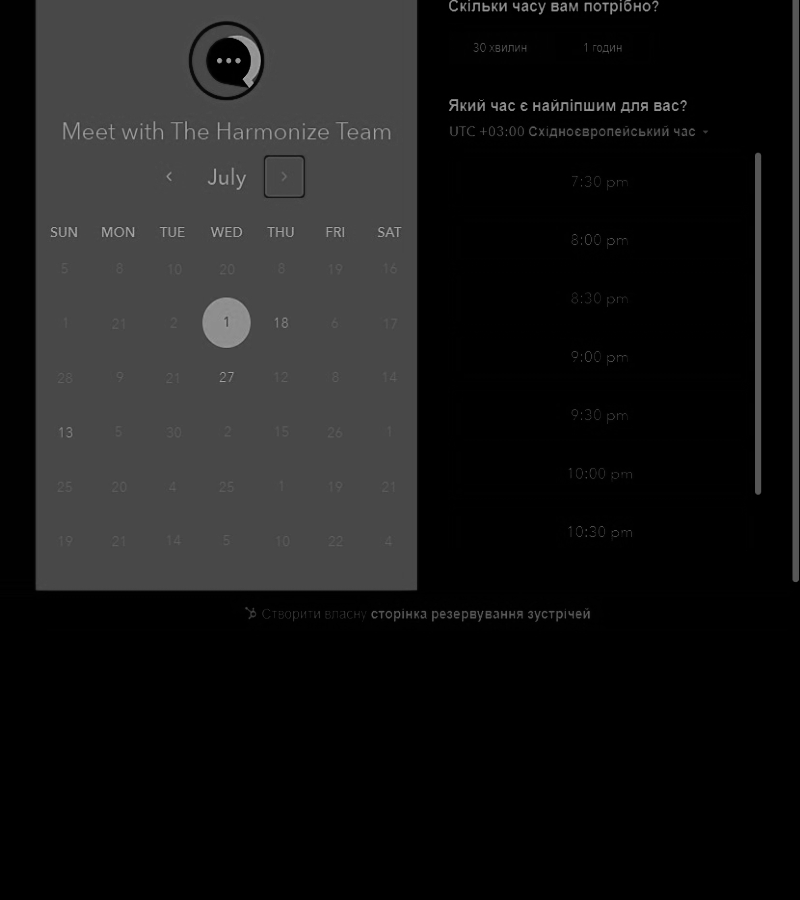 Meet with The Harmonize Team
July
SUN MON TUE WED THU FRI SAT
5 8 10 20 8 19 16
1 21 2 1 18 6 17
28 9 21 27 12 8 14
13 5 30 2 15 26 1
25 20 4 25 1 19 21
19 21 14 5 10 22 4
Скільки часу вам потрібно?
30 хвилин 1 годин
Який час є найліпшим для вас?
UTC +03:00 Східноєвропейський час
7:30 pm
8:00 pm
8:30 pm
9:00 pm
9:30 pm
10:00 pm
10:30 pm
Створити власну сторінка резервування зустрічей